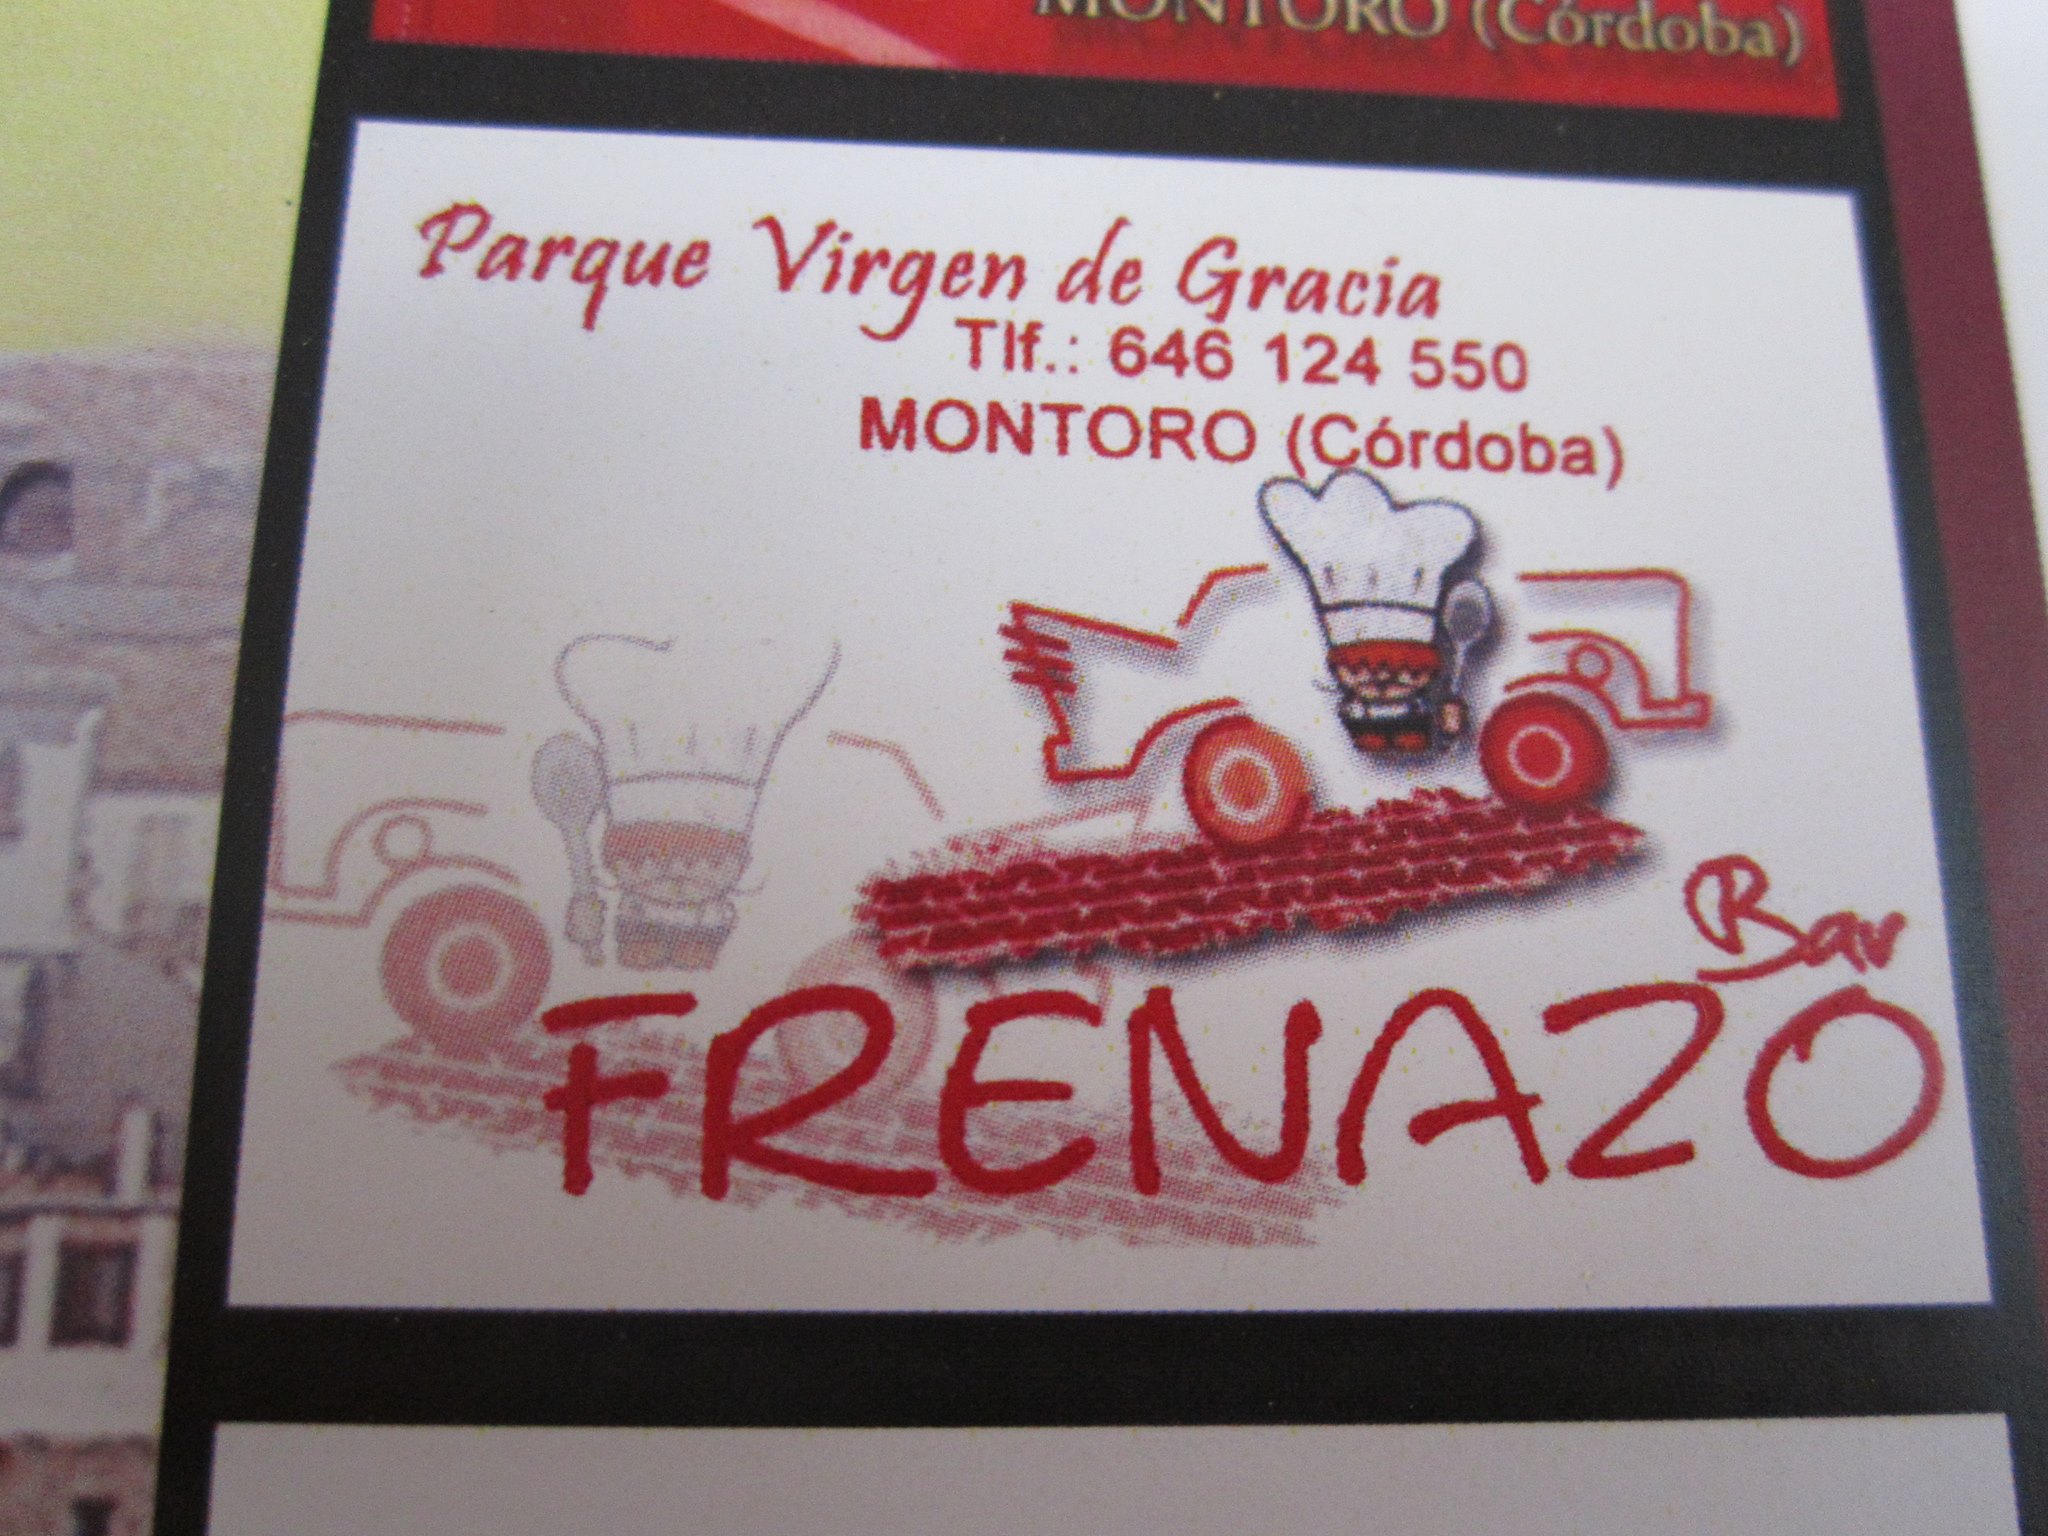 MONTORO (Córdoba)
Parque Virgen de Gracia
Tlf.: 646 124 550
MONTORO (Córdoba)
Bar
FRENAZO